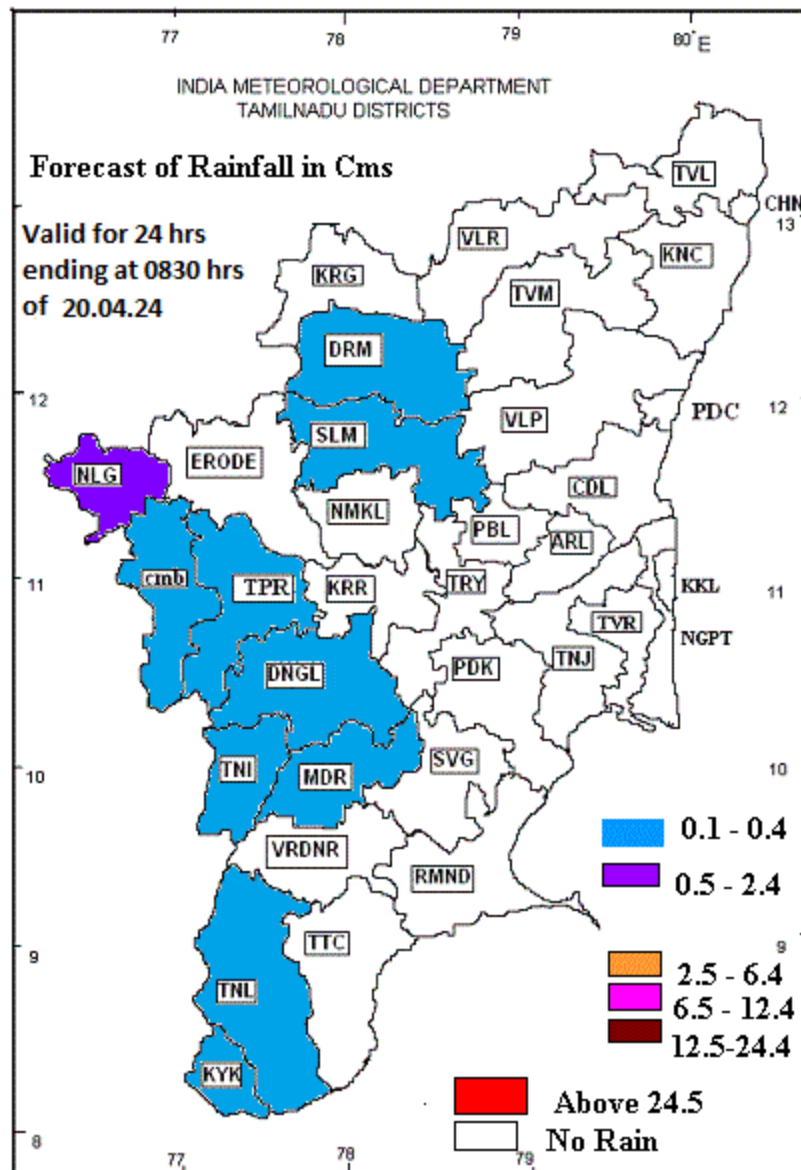 77 78 79 80° E
INDIA METEOROLOGICAL DEPARTMENT
TAMILNADU DISTRICTS
Forecast of Rainfall in Cms
TVL
CHN
13
Valid for 24 hrs
ending at 0830 hrs
of 20.04.24
VLR
KNC
KRG
TVM
DRM
12
12
PDC
VLP
SLM
ERODE
NLG
CDL
NMKL
PBL
ARL
11
cmb
TPR
KRR
TRY
KKL
11
TVR
NGPT
DNGL
PDK
TNJ
10
TNI
MDR
SVG
10
0.1 - 0.4
VRDNR
RMND
0.5 - 2.4
9
TTC
9
2.5 - 6.4
TNL
6.5 - 12.4
12.5-24.4
KYK
Above 24.5
8
No Rain
77 78 79